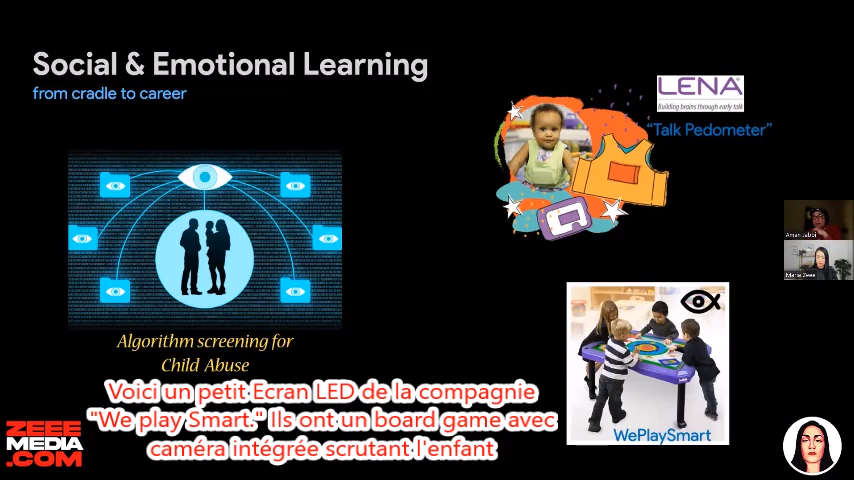 Social & Emotional Learning
from cradle to career
LENA
Building brains through early talk
"Talk Pedometer"
Aman Jabbi
Maria Zeee
Algorithm screening for
Child Abuse
Voici un petit Ecran LED de la compagnie
"We play Smart." Ils ont un board game avec
caméra intégrée scrutant l'enfant
WePlaySmart
ZEEE
MEDIA
.COM